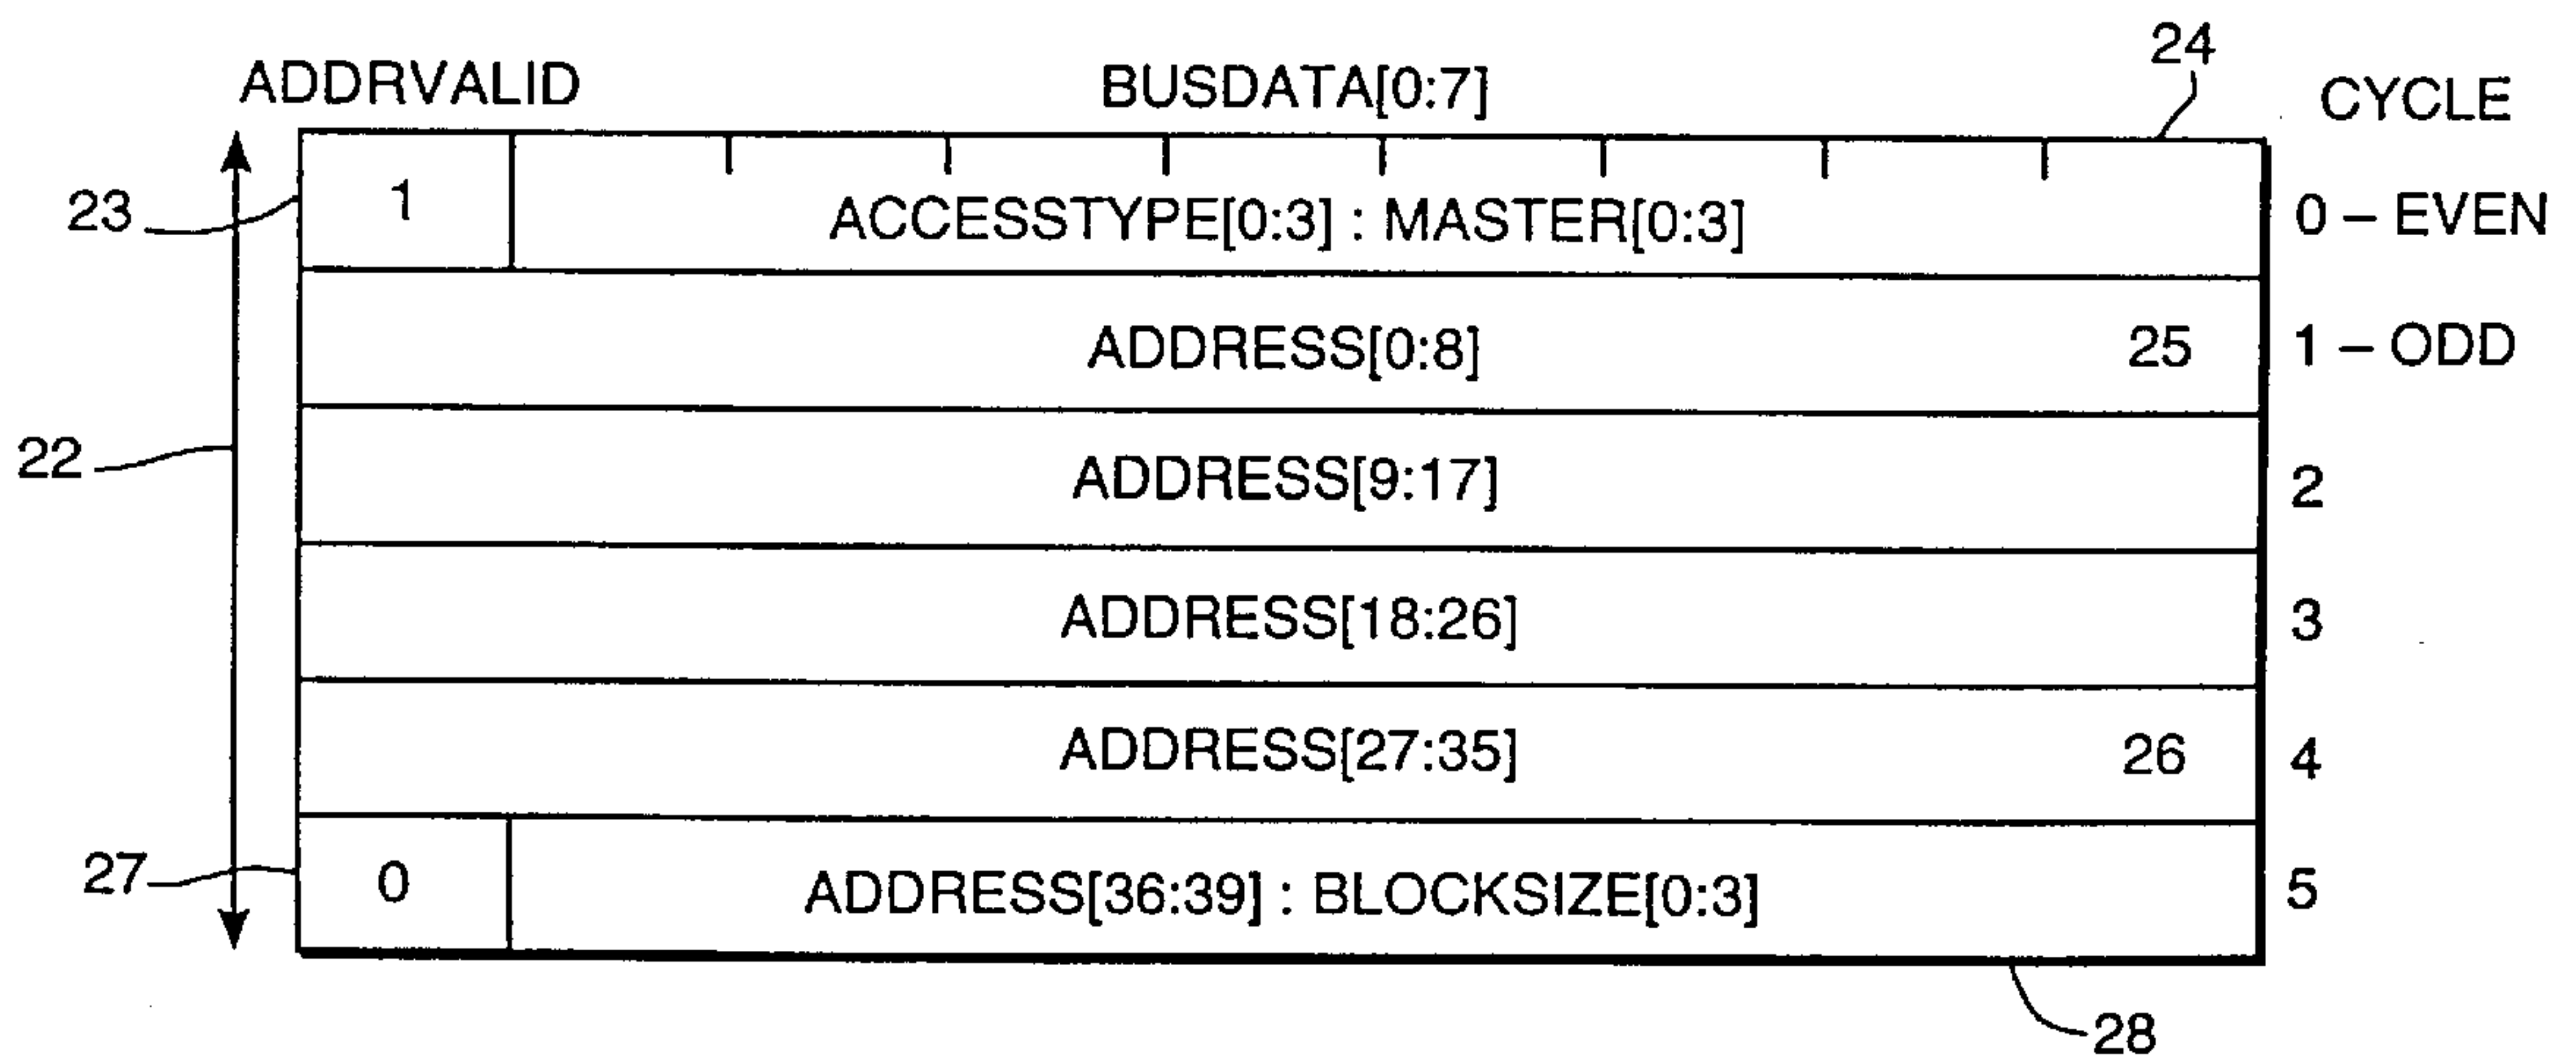 24
ADDRVALID BUSDATA[0:7] CYCLE
23 1 ACCESSTYPE[0:3] : MASTER[0:3] 0 – EVEN
ADDRESS[0:8] 25 1 – ODD
22 ADDRESS[9:17] 2
ADDRESS[18:26] 3
ADDRESS[27:35] 26 4
27 0 ADDRESS[36:39] : BLOCKSIZE[0:3] 5
28